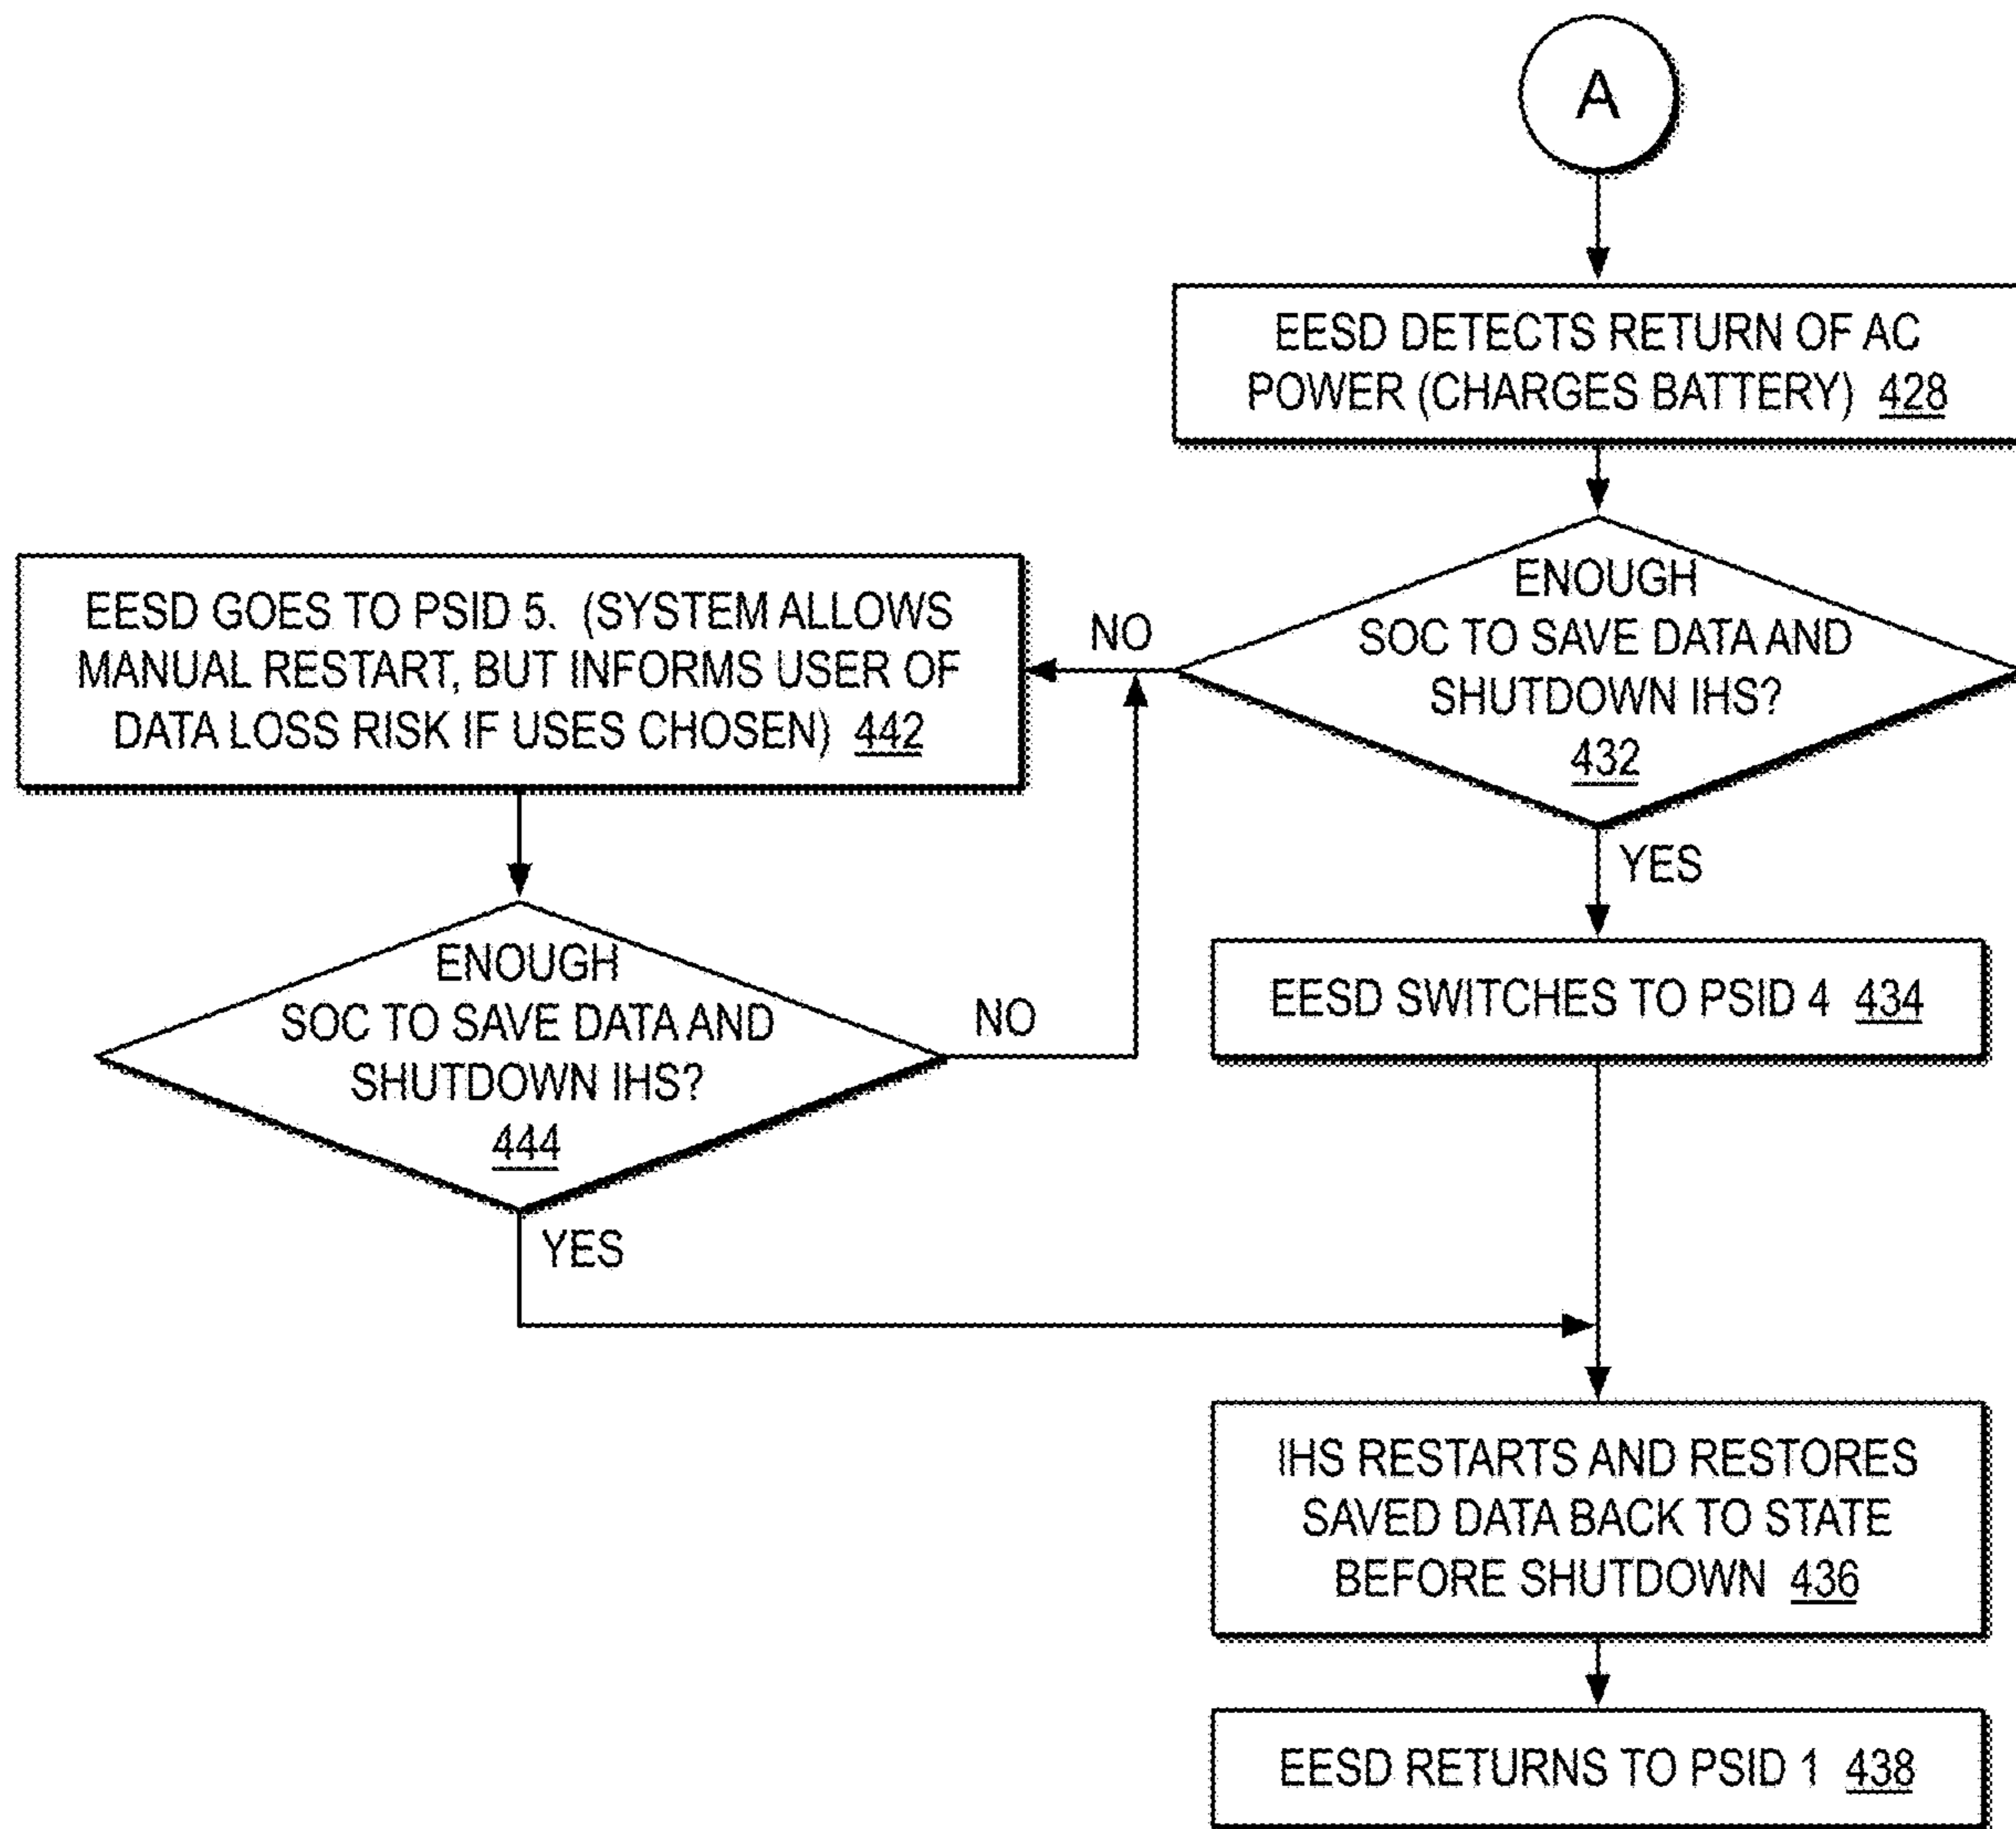 A
EESD DETECTS RETURN OF AC
POWER (CHARGES BATTERY) 428
ENOUGH
SOC TO SAVE DATA AND
SHUTDOWN IHS?
432
NO
YES
EESD GOES TO PSID 5. (SYSTEM ALLOWS
MANUAL RESTART, BUT INFORMS USER OF
DATA LOSS RISK IF USES CHOSEN) 442
ENOUGH
SOC TO SAVE DATA AND
SHUTDOWN IHS?
444
NO
YES
EESD SWITCHES TO PSID 4 434
IHS RESTARTS AND RESTORES
SAVED DATA BACK TO STATE
BEFORE SHUTDOWN 436
EESD RETURNS TO PSID 1 438